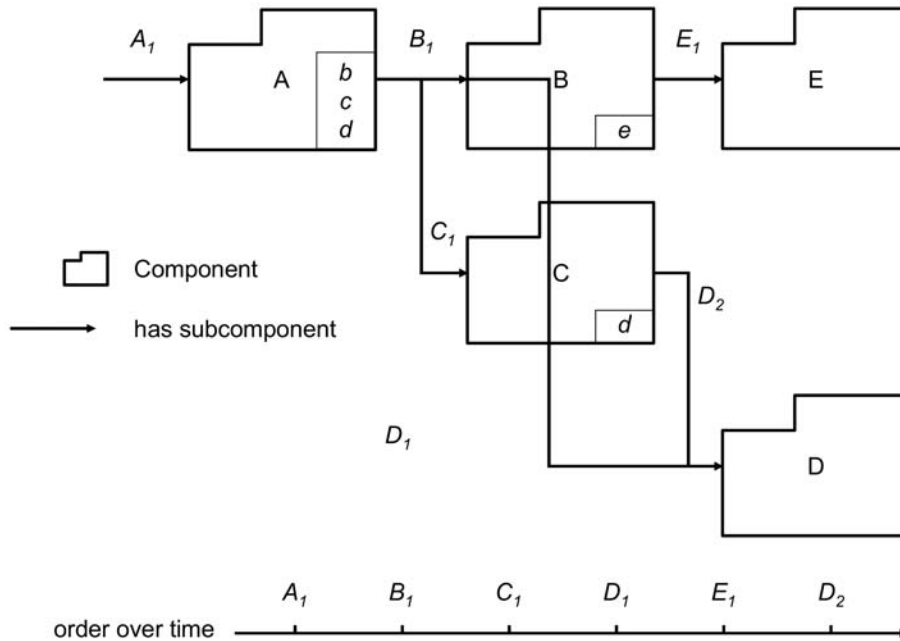 A₁ B₁ E₁
A B E
b
c
d
e
C₁
Component C
D₂
has subcomponent d
D₁
D
A₁ B₁ C₁ D₁ E₁ D₂
order over time